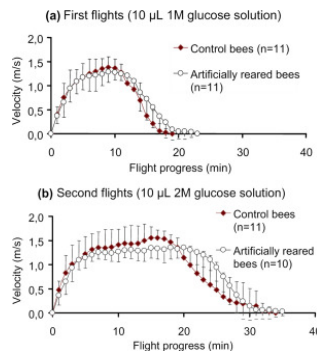 (a) First flights (10 µL 1M glucose solution)
Velocity (m/s)
2,0
1,5
1,0
0,5
0,0
Control bees (n=11)
Artificially reared bees
(n=11)
0 10 20 30 40
Flight progress (min)
(b) Second flights (10 µL 2M glucose solution)
Velocity (m/s)
2,0
1,5
1,0
0,5
0,0
Control bees
(n=11)
Artificially reared
bees
(n=10)
0 10 20 30 40
Flight progress (min)